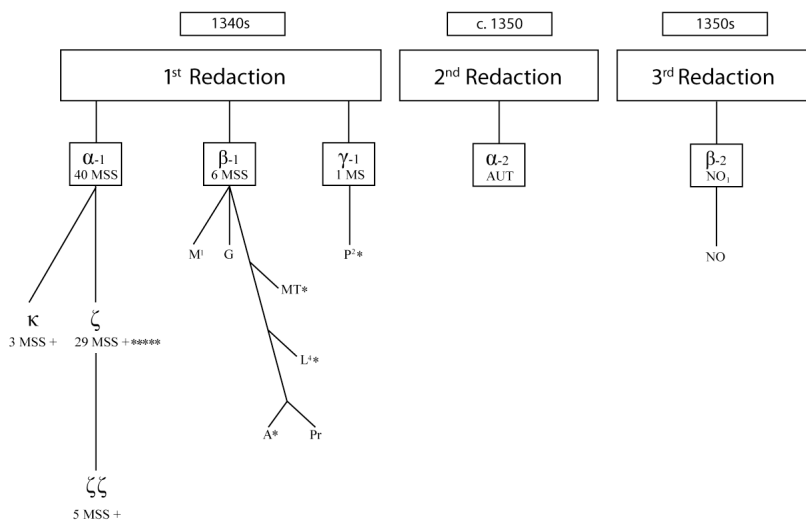 1340s
c. 1350
1350s
1st Redaction
2nd Redaction
3rd Redaction
α-1
40 MSS
β-1
6 MSS
γ-1
1 MS
α-2
AUT
β-2
NO₁
M¹
G
P²*
NO
MT*
κ
3 MSS +
ζ
29 MSS +*****
L⁴*
A*
Pr
ζζ
5 MSS +